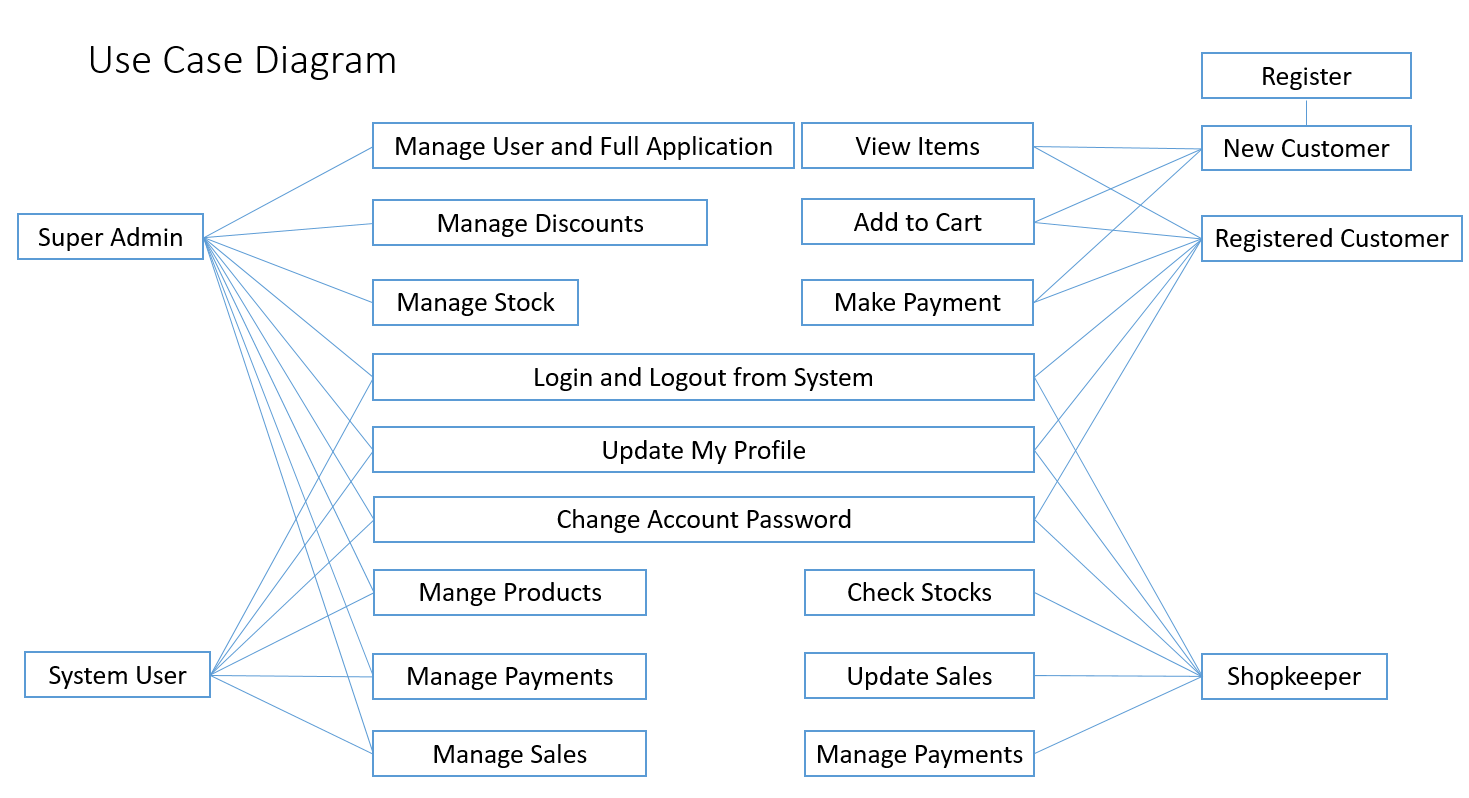 Use Case Diagram
Register
Manage User and Full Application
View Items
New Customer
Super Admin
Manage Discounts
Add to Cart
Registered Customer
Manage Stock
Make Payment
Login and Logout from System
Update My Profile
Change Account Password
Mange Products
Check Stocks
System User
Manage Payments
Update Sales
Shopkeeper
Manage Sales
Manage Payments